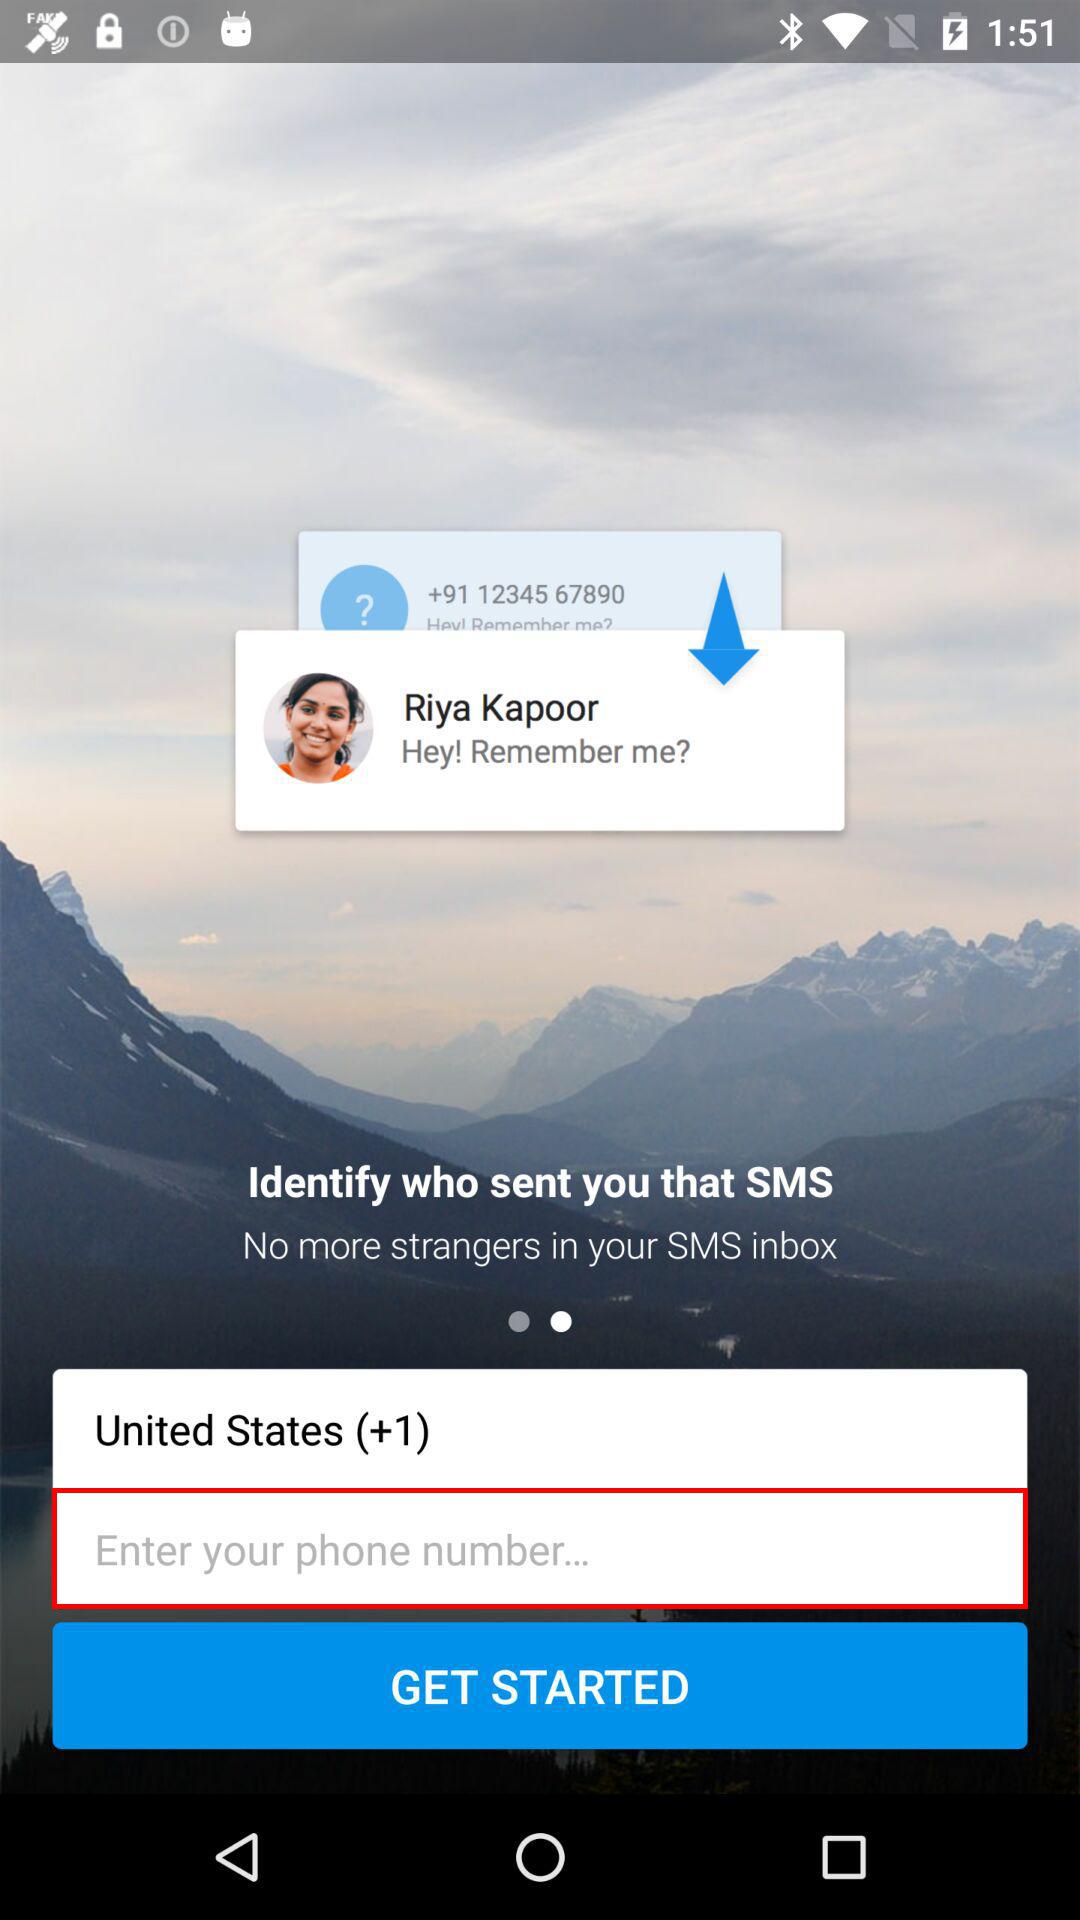 FAKE
1:51
?
+91 12345 67890
Hey! Remember me?
Riya Kapoor
Hey! Remember me?
Identify who sent you that SMS
No more strangers in your SMS inbox
United States (+1)
Enter your phone number...
GET STARTED